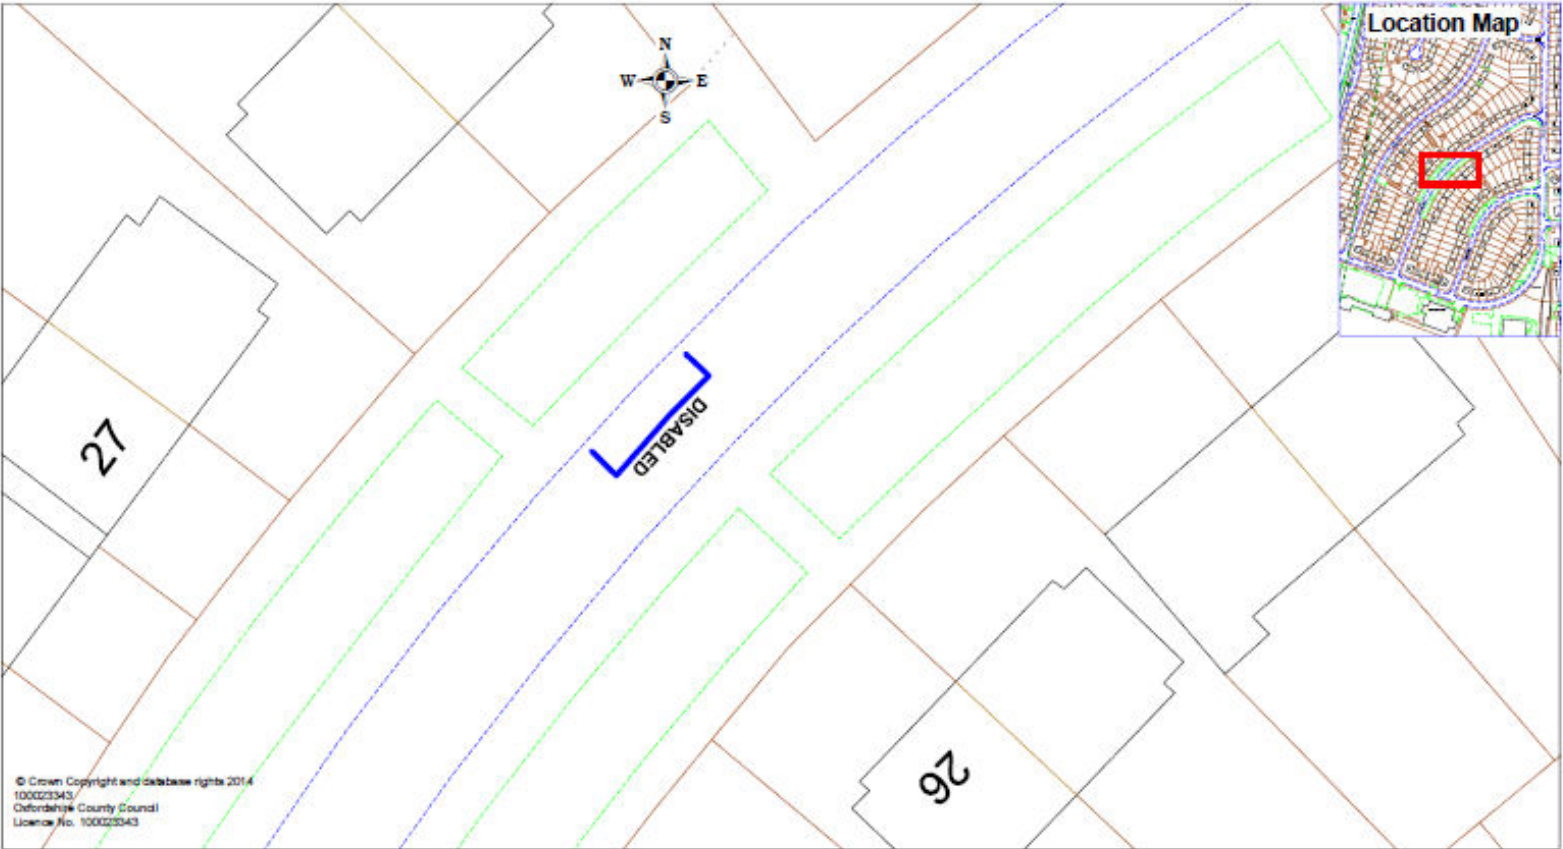 Location Map
N
W E
S
DISABLED
27
26
© Crown Copyright and database rights 2014
100023343
Oxfordshire County Council
Licence No. 100023343